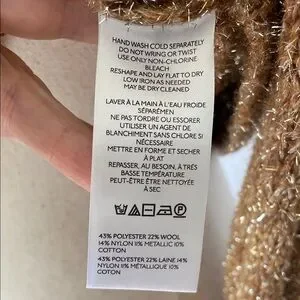 HAND WASH COLD SEPARATELY
DO NOT WRING OR TWIST
USE ONLY NON-CHLORINE
BLEACH
RESHAPE AND LAY FLAT TO DRY
LOW IRON AS NEEDED
MAY BE DRY CLEANED
LAVER À LA MAIN À L'EAU FROIDE
SÉPARÉMEN
NE PAS TORDRE OU ESSORER
UTILISER UN AGENT DE
BLANCHIMENT SANS CHLORE SI
NÉCESSAIRE
METTRE EN FORME ET SECHER
À PLAT
REPASSER, AU BESOIN, À TRÈS
BASSE TEMPÉRATURE
PEUT-ÊTRE ÊTRE NETTOYÉE
À SEC
43% POLYESTER 22% WOOL
14% NYLON 11% METALLIC 10%
COTTON
43% POLYESTER 22% LAINE 14%
NYLON 11% MÉTALLIQUE 10%
COTON